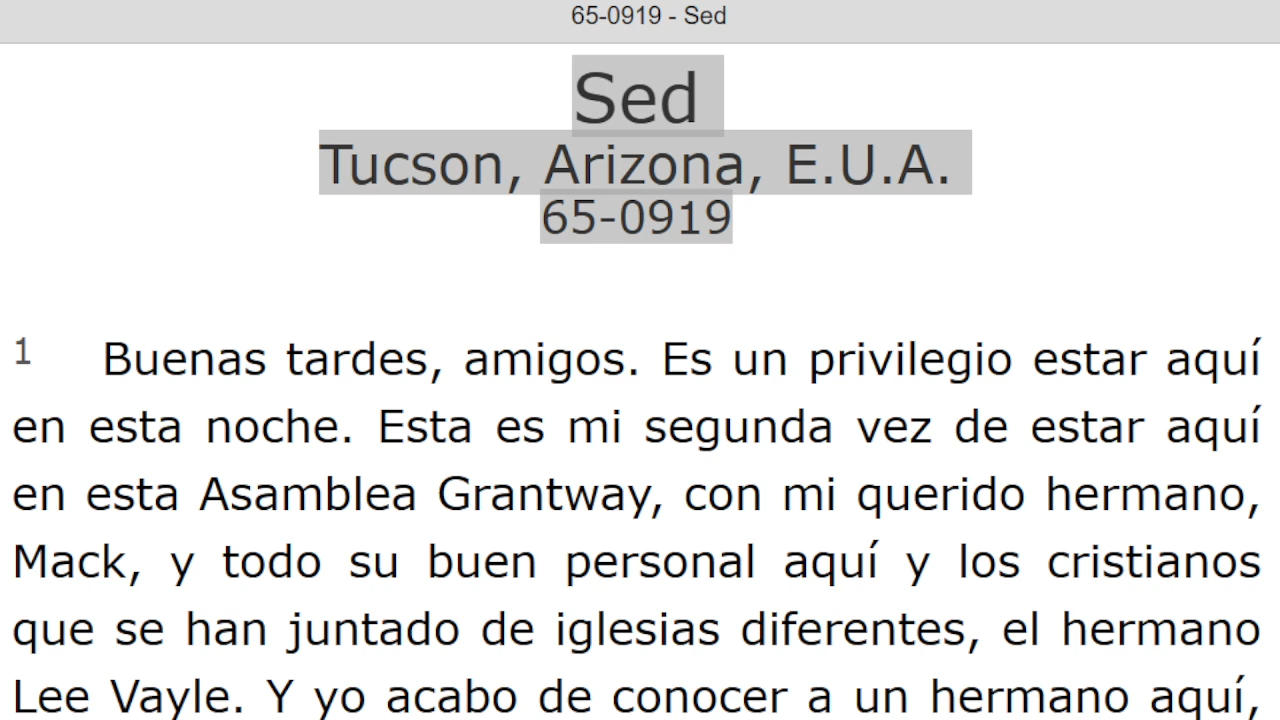 65-0919 - Sed
Sed
Tucson, Arizona, E.U.A.
65-0919
1 Buenas tardes, amigos. Es un privilegio estar aquí
en esta noche. Esta es mi segunda vez de estar aquí
en esta Asamblea Grantway, con mi querido hermano,
Mack, y todo su buen personal aquí y los cristianos
que se han juntado de iglesias diferentes, el hermano
Lee Vayle. Y yo acabo de conocer a un hermano aquí,